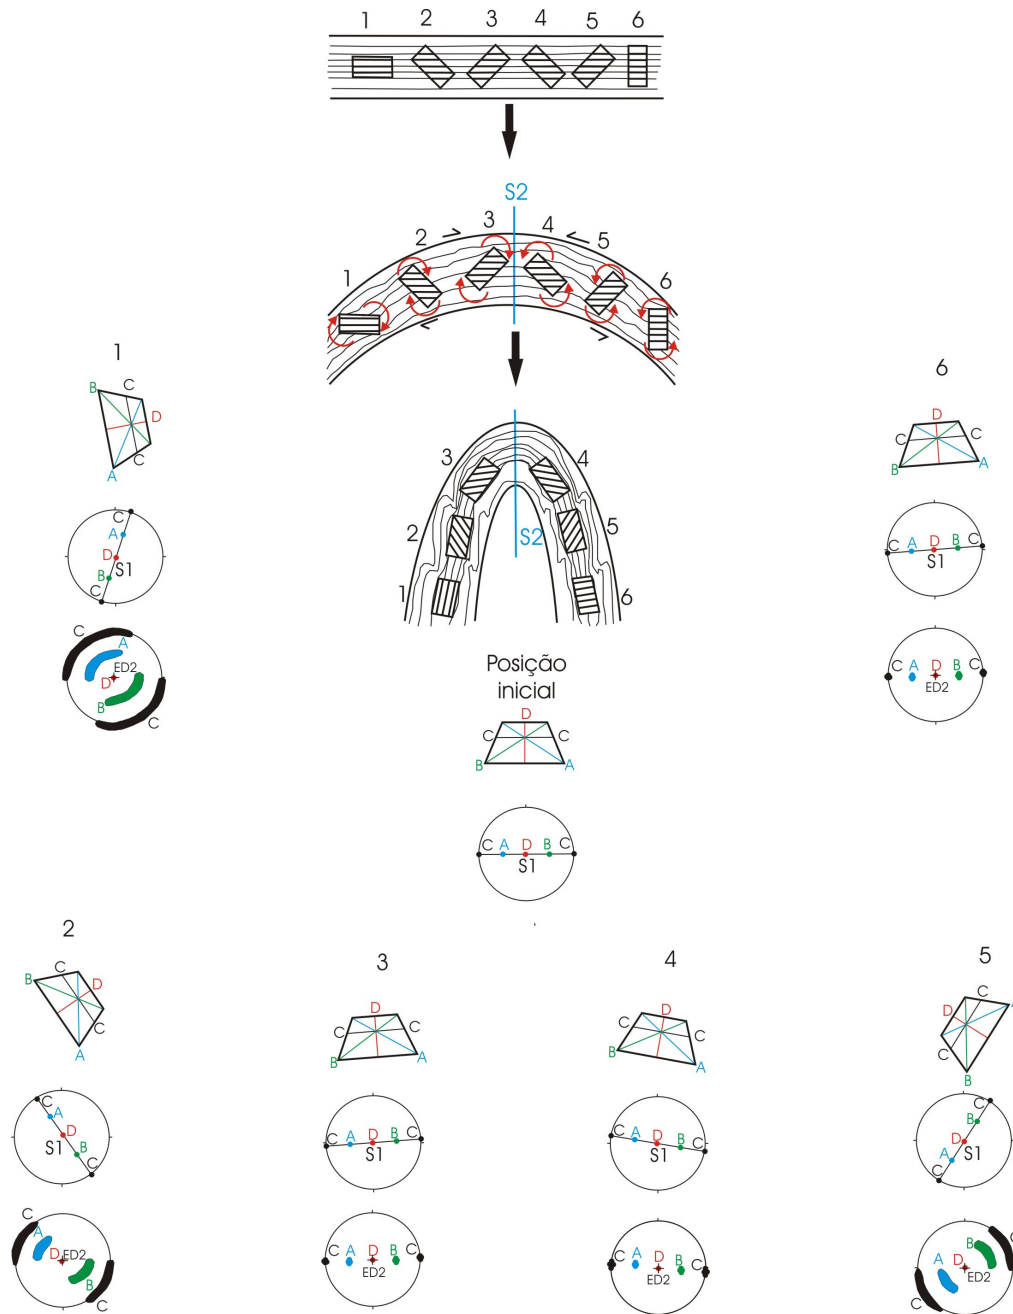 1 2 3 4 5 6
S2
1 2 3 4 5 6
1
B C D C A
C A D B S1 C
C A ED2 D B C
3 4
2 S2 5
1 6
6
D C C B A
C A D B C S1
C A D B C ED2
Posição
inicial
D C C B A
C A D B C
S1
2
B C D C A
C A D S1 B C
C A D ED2 B C
3
D C C B A
C A D B C
S1
C A D B C
ED2
4
D C C B A
C A D B C
S1
C A D B C
ED2
5
C A D C B
C B D S1 A C
C B D A ED2 C